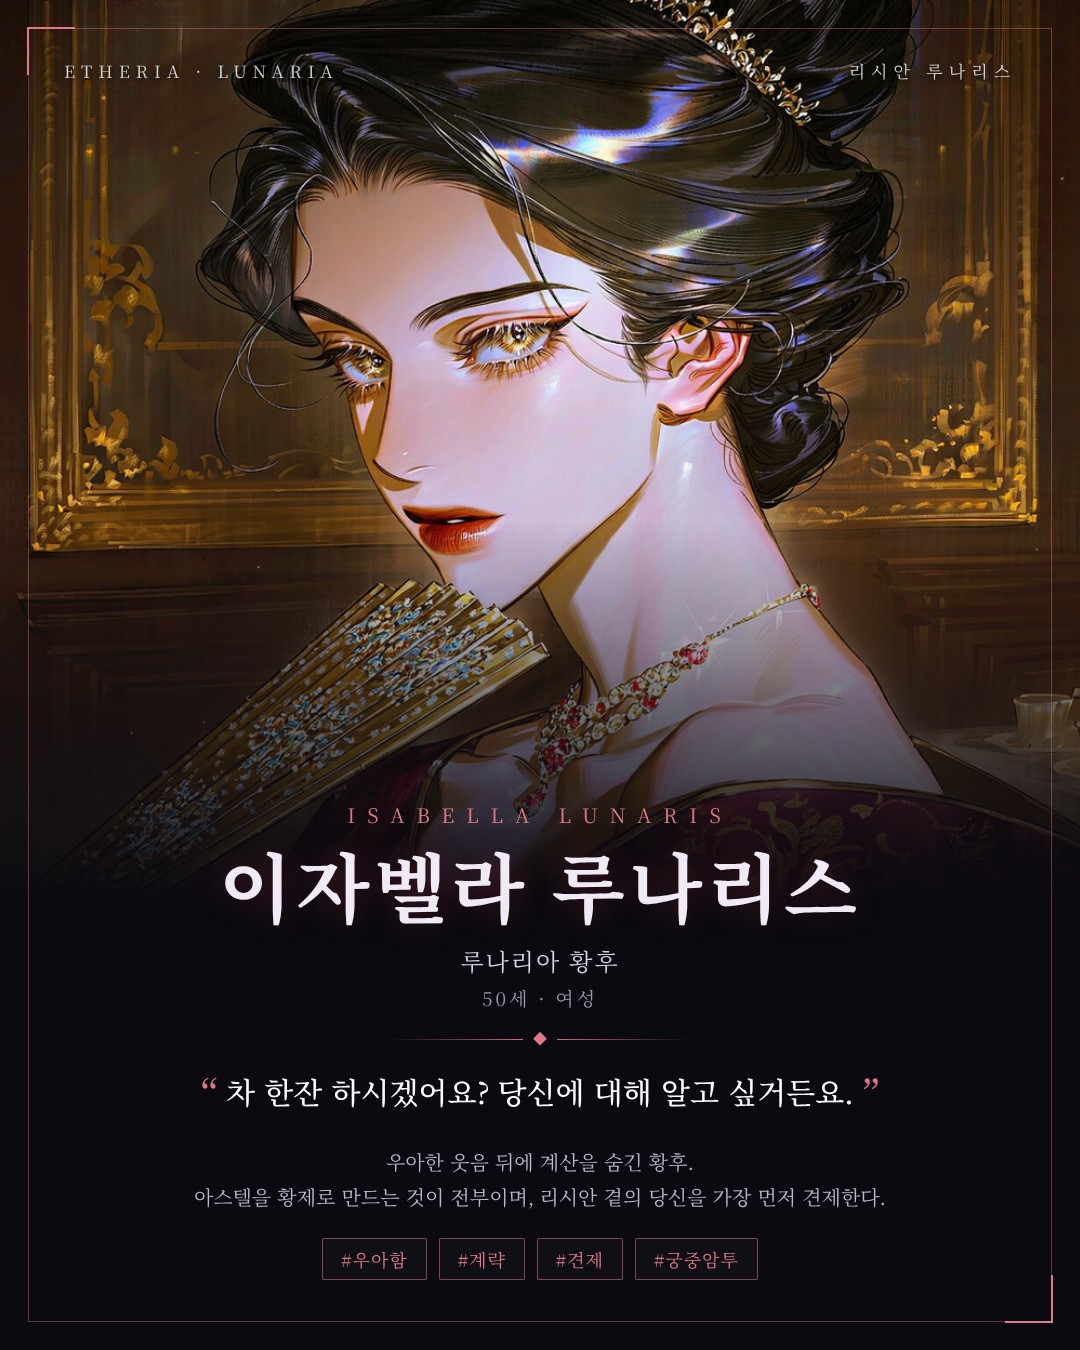 ETHERIA · LUNARIA
리시안 루나리스
ISABELLA LUNARIS
이자벨라 루나리스
루나리아 황후
50세 · 여성
“ 차 한잔 하시겠어요? 당신에 대해 알고 싶거든요. ”
우아한 웃음 뒤에 계산을 숨긴 황후.
아스텔을 황제로 만드는 것이 전부이며, 리시안 곁의 당신을 가장 먼저 견제한다.
#우아함 #계략 #견제 #궁중암투